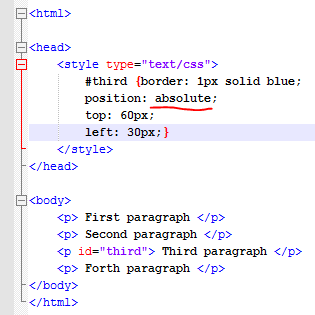 <html>
<head>
<style type="text/css">
#third {border: 1px solid blue;
position: absolute;
top: 60px;
left: 30px;}
</style>
</head>
<body>
<p> First paragraph </p>
<p> Second paragraph </p>
<p id="third"> Third paragraph </p>
<p> Forth paragraph </p>
</body>
</html>